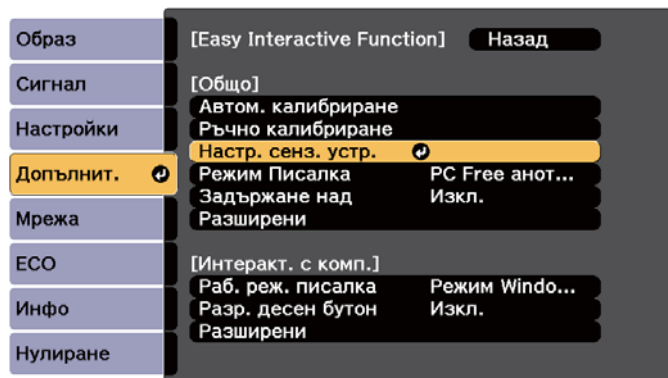 Образ
Сигнал
Настройки
Допълнит.
Мрежа
ECO
Инфо
Нулиране
[Easy Interactive Function] Назад
[Общо]
Автом. калибриране
Ръчно калибриране
Настр. сенз. устр.
Режим Писалка PC Free анот...
Задържане над Изкл.
Разширени
[Интеракт. с комп.]
Раб. реж. писалка Режим Windo...
Разр. десен бутон Изкл.
Разширени